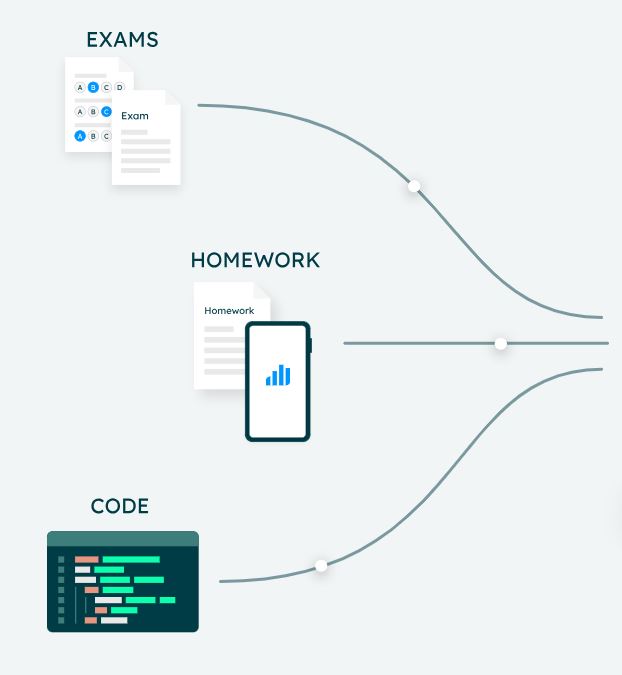 EXAMS
A B C D
A B C
A B C
Exam
HOMEWORK
Homework
CODE